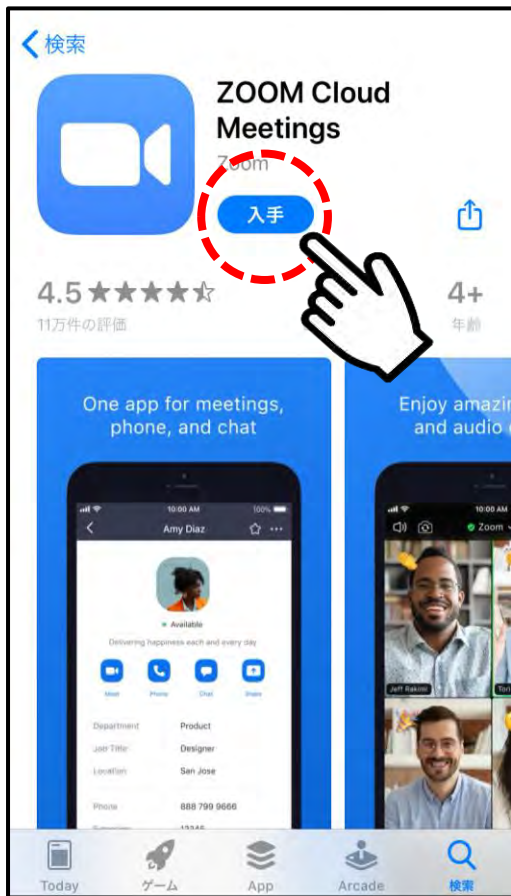 検索
ZOOM Cloud
Meetings
Zoom
入手
4.5
4+
11万件の評価
年齢
One app for meetings,
phone, and chat
Enjoy amazin
and audio
10:00 AM
100%
Amy Diaz
Available
Delivering happiness each and every day
Meet
Phone
Chat
Share
Department
Product
Job Title
Designer
Location
San Jose
Phone
888 799 9666
10:00 AM
Zoom
Jeff Rakimi
Tori
Today
ゲーム
App
Arcade
検索